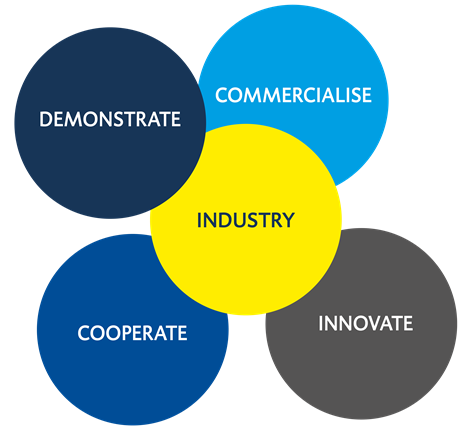 COMMERCIALISE
DEMONSTRATE
INDUSTRY
COOPERATE
INNOVATE